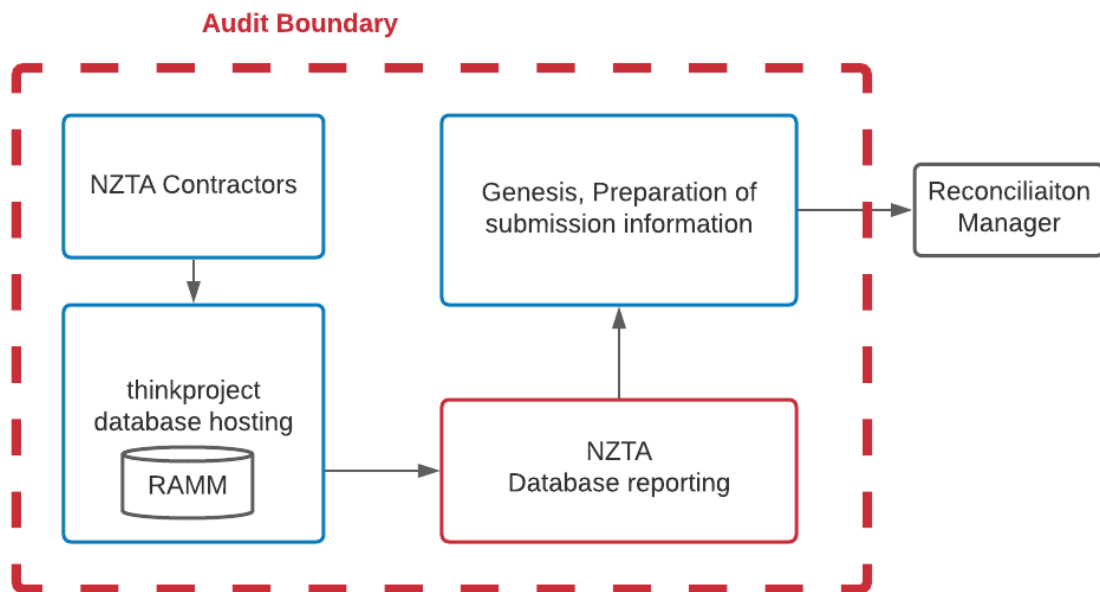 Audit Boundary
NZTA Contractors
thinkproject
database hosting
RAMM
NZTA
Database reporting
Genesis, Preparation of
submission information
Reconciliaiton
Manager